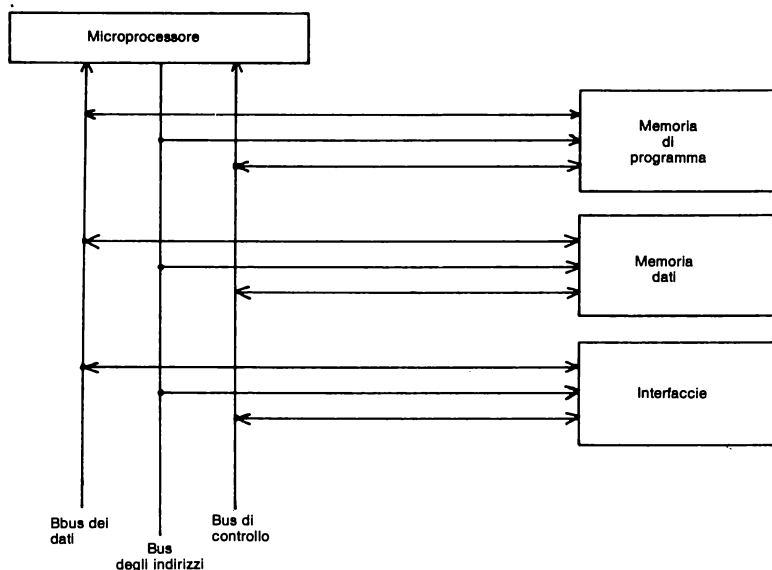 Microprocessore
Memoria
di
programma
Memoria
dati
Interfaccie
Bbus dei
dati
Bus
degli indirizzi
Bus di
controllo